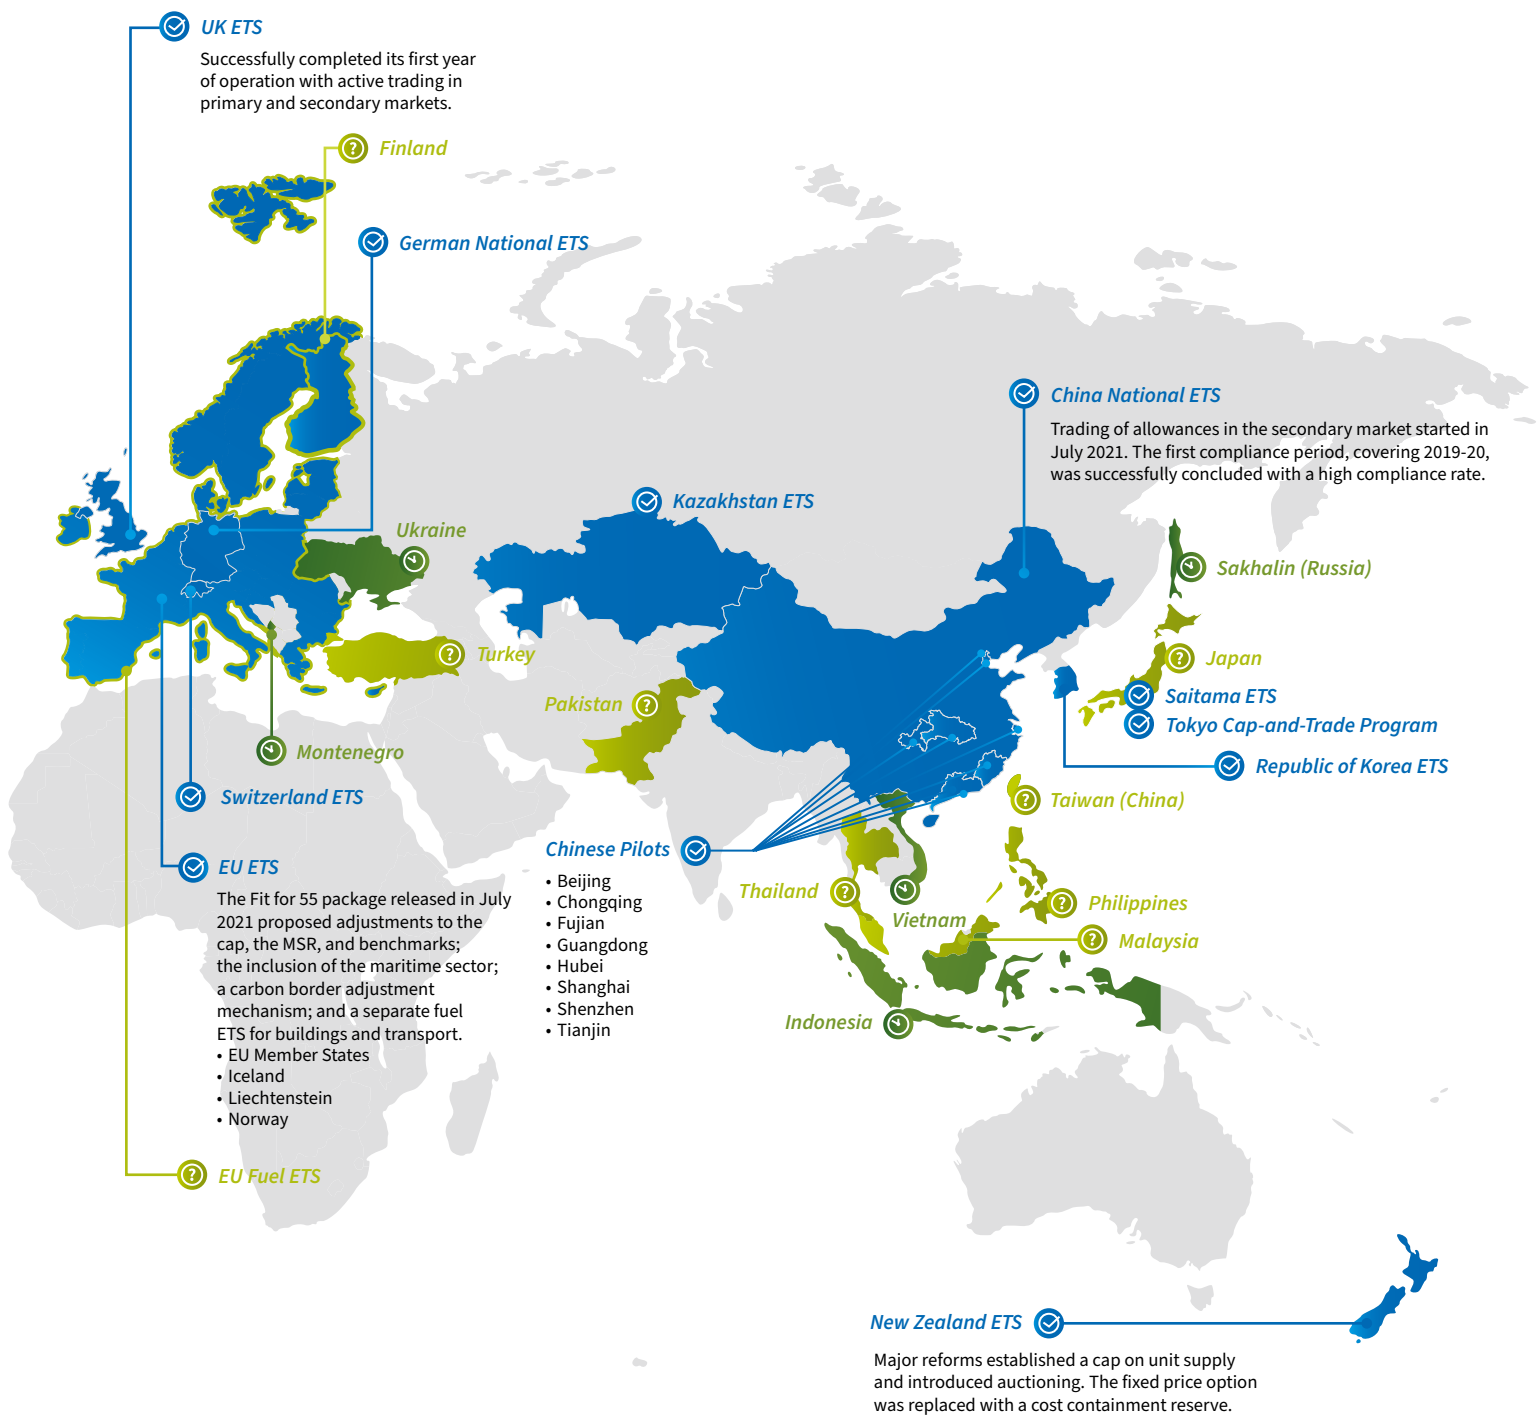 UK ETS
Successfully completed its first year
of operation with active trading in
primary and secondary markets.
Finland
German National ETS
China National ETS
Trading of allowances in the secondary market started in
July 2021. The first compliance period, covering 2019-20,
was successfully concluded with a high compliance rate.
Kazakhstan ETS
Ukraine
Sakhalin (Russia)
Turkey
Japan
Pakistan
Saitama ETS
Tokyo Cap-and-Trade Program
Montenegro
Republic of Korea ETS
Switzerland ETS
Taiwan (China)
Chinese Pilots
• Beijing
• Chongqing
• Fujian
• Guangdong
• Hubei
• Shanghai
• Shenzhen
• Tianjin
EU ETS
The Fit for 55 package released in July
2021 proposed adjustments to the
cap, the MSR, and benchmarks;
the inclusion of the maritime sector;
a carbon border adjustment
mechanism; and a separate fuel
ETS for buildings and transport.
• EU Member States
• Iceland
• Liechtenstein
• Norway
Thailand
Vietnam
Philippines
Malaysia
Indonesia
EU Fuel ETS
New Zealand ETS
Major reforms established a cap on unit supply
and introduced auctioning. The fixed price option
was replaced with a cost containment reserve.